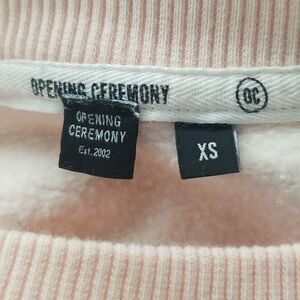 OPENING CEREMONY OC
OPENING
CEREMONY
Est. 2002
XS